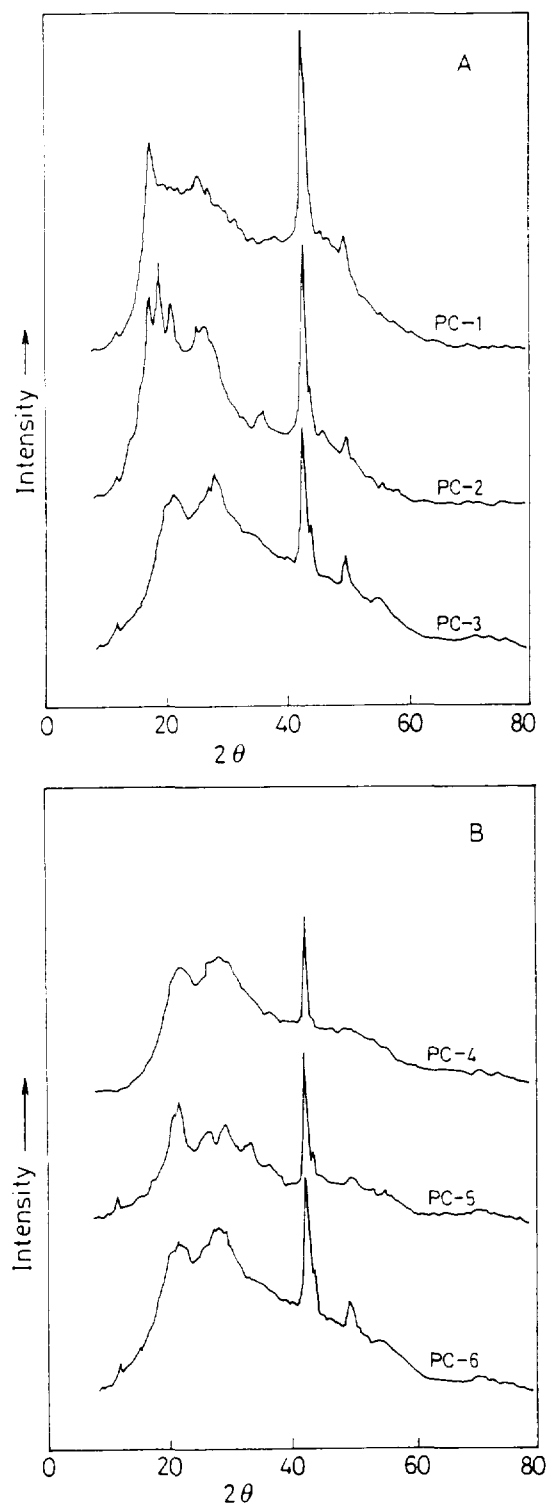 A
PC-1
PC-2
PC-3
Intensity
0 20 40 60 80
2θ
B
PC-4
PC-5
PC-6
Intensity
0 20 40 60 80
2θ